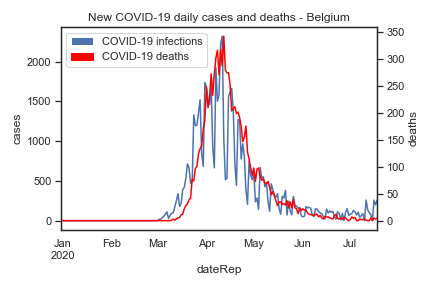 New COVID-19 daily cases and deaths - Belgium
COVID-19 infections
COVID-19 deaths
cases
2000
1500
1000
500
0
deaths
350
300
250
200
150
100
50
0
Jan Feb Mar Apr May Jun Jul
2020
dateRep